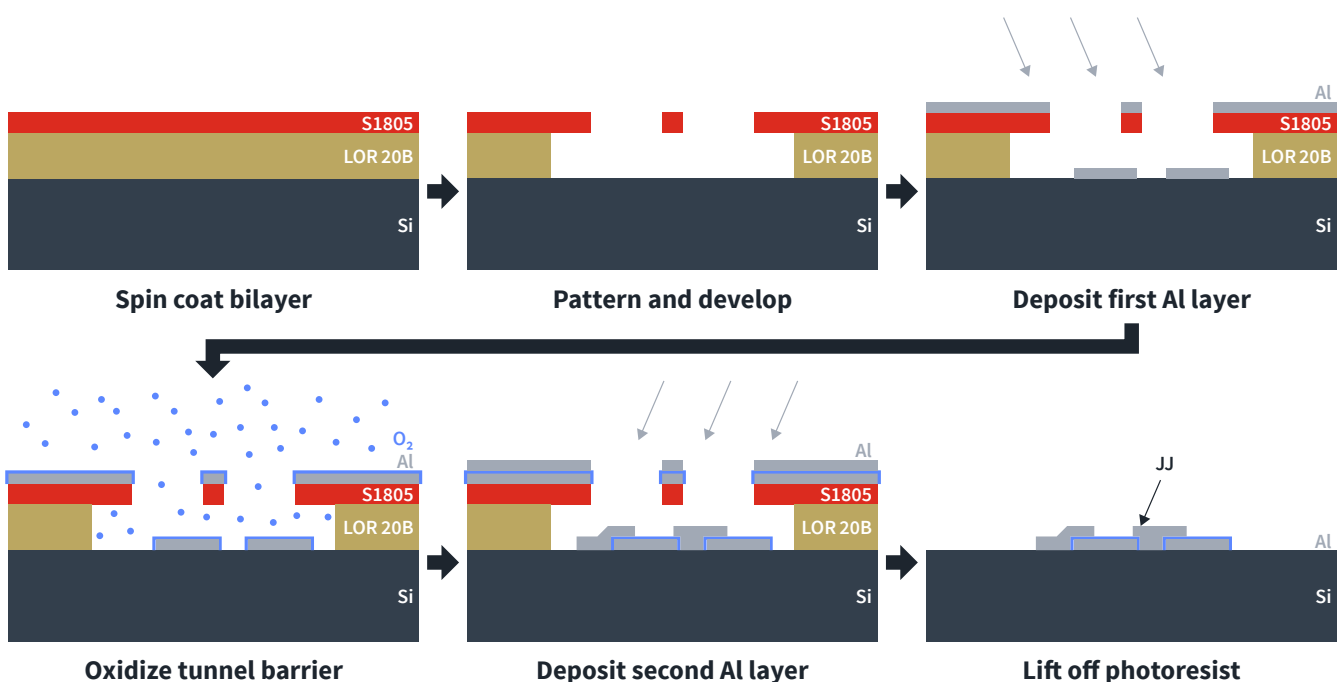 S1805
LOR 20B
Si
Spin coat bilayer
S1805
LOR 20B
Si
Pattern and develop
Al
S1805
LOR 20B
Si
Deposit first Al layer
O₂
Al
S1805
LOR 20B
Si
Oxidize tunnel barrier
Al
S1805
LOR 20B
Si
Deposit second Al layer
JJ
Al
Si
Lift off photoresist